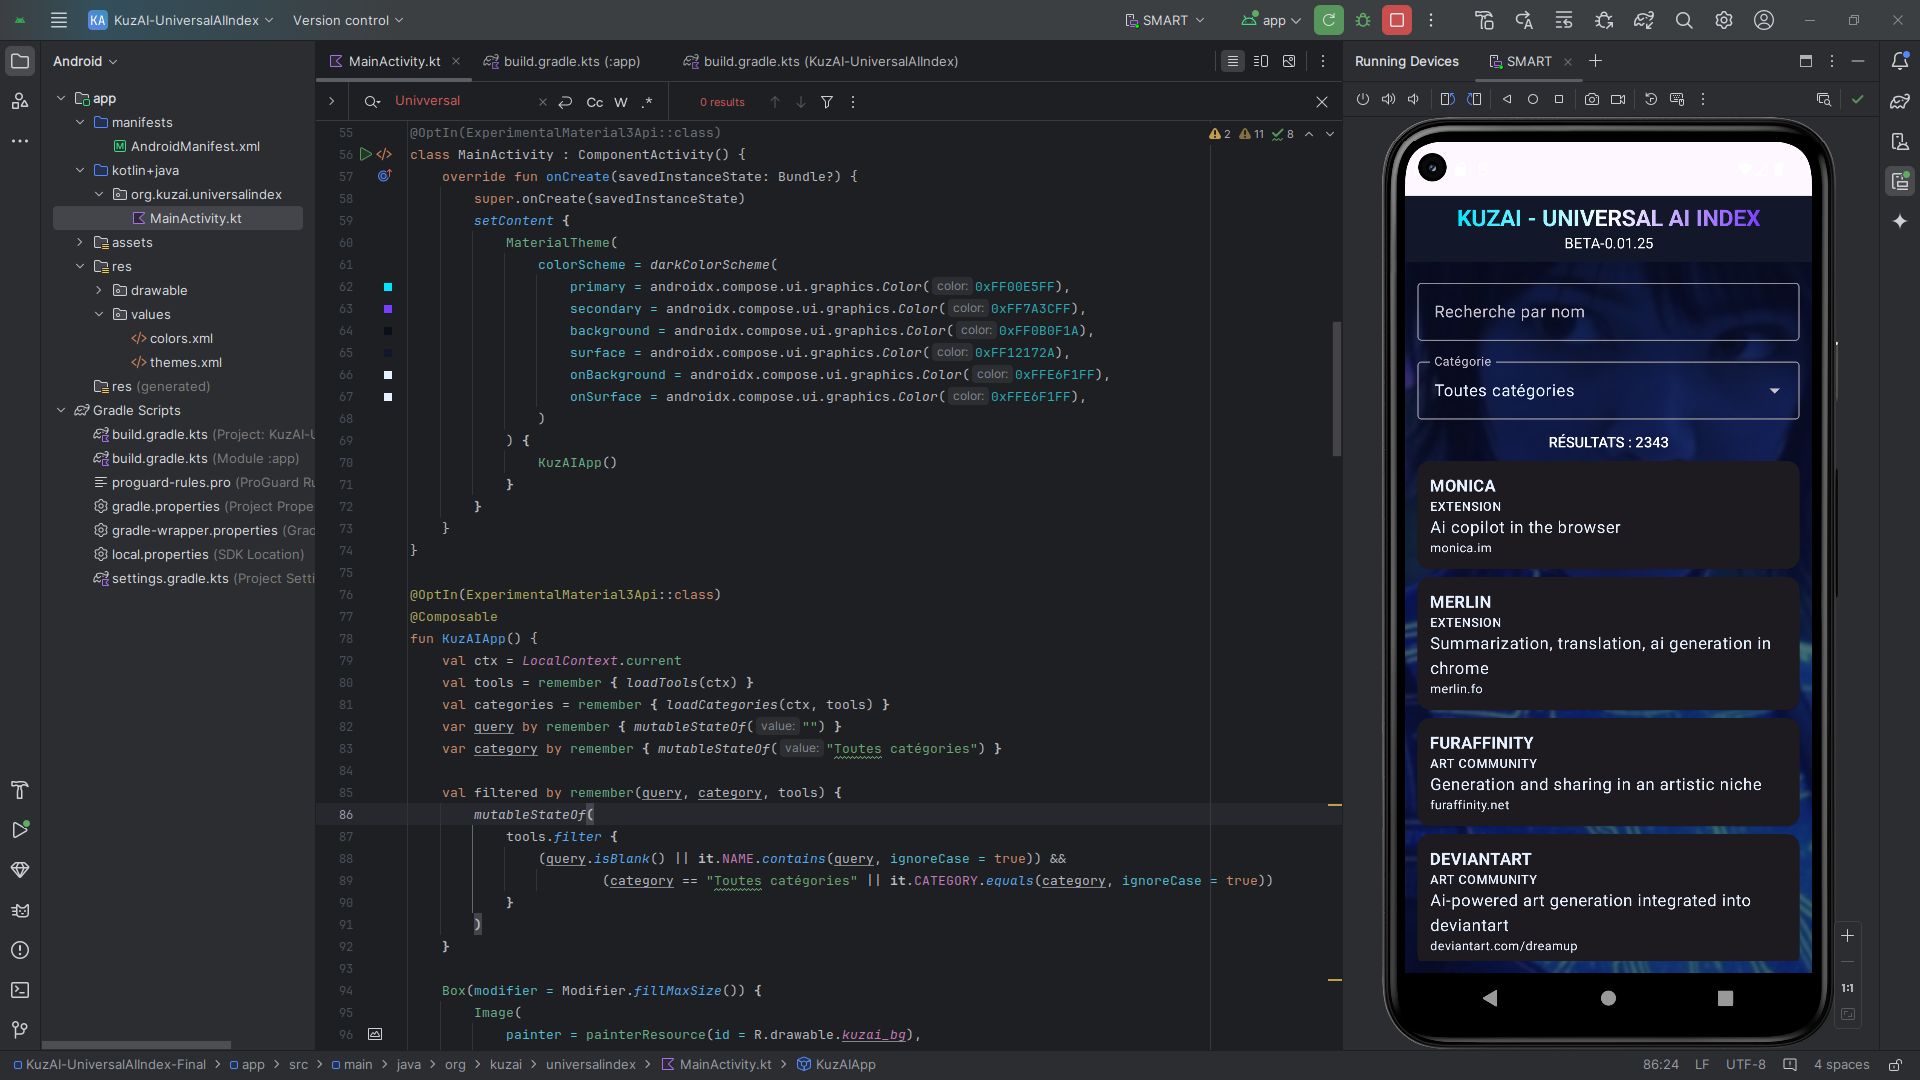 KA KuzAI-UniversalAIIndex Version control SMART app
Android
app
manifests
AndroidManifest.xml
kotlin+java
org.kuzai.universalindex
MainActivity.kt
assets
res
drawable
values
colors.xml
themes.xml
res (generated)
Gradle Scripts
build.gradle.kts (Project: KuzAI-U
build.gradle.kts (Module :app)
proguard-rules.pro (ProGuard Ru
gradle.properties (Project Prope
gradle-wrapper.properties (Grad
local.properties (SDK Location)
settings.gradle.kts (Project Setti
MainActivity.kt build.gradle.kts (:app) build.gradle.kts (KuzAI-UniversalAIIndex)
Univversal Cc W .* 0 results
2 11 8
55 @OptIn(ExperimentalMaterial3Api::class)
56 class MainActivity : ComponentActivity() {
57 override fun onCreate(savedInstanceState: Bundle?) {
58 super.onCreate(savedInstanceState)
59 setContent {
60 MaterialTheme(
61 colorScheme = darkColorScheme(
62 primary = androidx.compose.ui.graphics.Color( color: 0xFF00E5FF),
63 secondary = androidx.compose.ui.graphics.Color( color: 0xFF7A3CFF),
64 background = androidx.compose.ui.graphics.Color( color: 0xFF0B0F1A),
65 surface = androidx.compose.ui.graphics.Color( color: 0xFF12172A),
66 onBackground = androidx.compose.ui.graphics.Color( color: 0xFFE6F1FF),
67 onSurface = androidx.compose.ui.graphics.Color( color: 0xFFE6F1FF),
68 )
69 ) {
70 KuzAIApp()
71 }
72 }
73 }
74 }
75
76 @OptIn(ExperimentalMaterial3Api::class)
77 @Composable
78 fun KuzAIApp() {
79 val ctx = LocalContext.current
80 val tools = remember { loadTools(ctx) }
81 val categories = remember { loadCategories(ctx, tools) }
82 var query by remember { mutableStateOf( value: "") }
83 var category by remember { mutableStateOf( value: "Toutes catégories") }
84
85 val filtered by remember(query, category, tools) {
86 mutableStateOf(
87 tools.filter {
88 (query.isBlank() || it.NAME.contains(query, ignoreCase = true)) &&
89 (category == "Toutes catégories" || it.CATEGORY.equals(category, ignoreCase = true))
90 }
91 )
92 }
93
94 Box(modifier = Modifier.fillMaxSize()) {
95 Image(
96 painter = painterResource(id = R.drawable.kuzai_bg),
Running Devices SMART
KUZAI - UNIVERSAL AI INDEX
BETA-0.01.25
Recherche par nom
Catégorie
Toutes catégories
RÉSULTATS : 2343
MONICA
EXTENSION
Ai copilot in the browser
monica.im
MERLIN
EXTENSION
Summarization, translation, ai generation in
chrome
merlin.fo
FURAFFINITY
ART COMMUNITY
Generation and sharing in an artistic niche
furaffinity.net
DEVIANTART
ART COMMUNITY
Ai-powered art generation integrated into
deviantart
deviantart.com/dreamup
1:1
KuzAI-UniversalAIIndex-Final app src main java org kuzai universalindex MainActivity.kt KuzAIApp 86:24 LF UTF-8 4 spaces